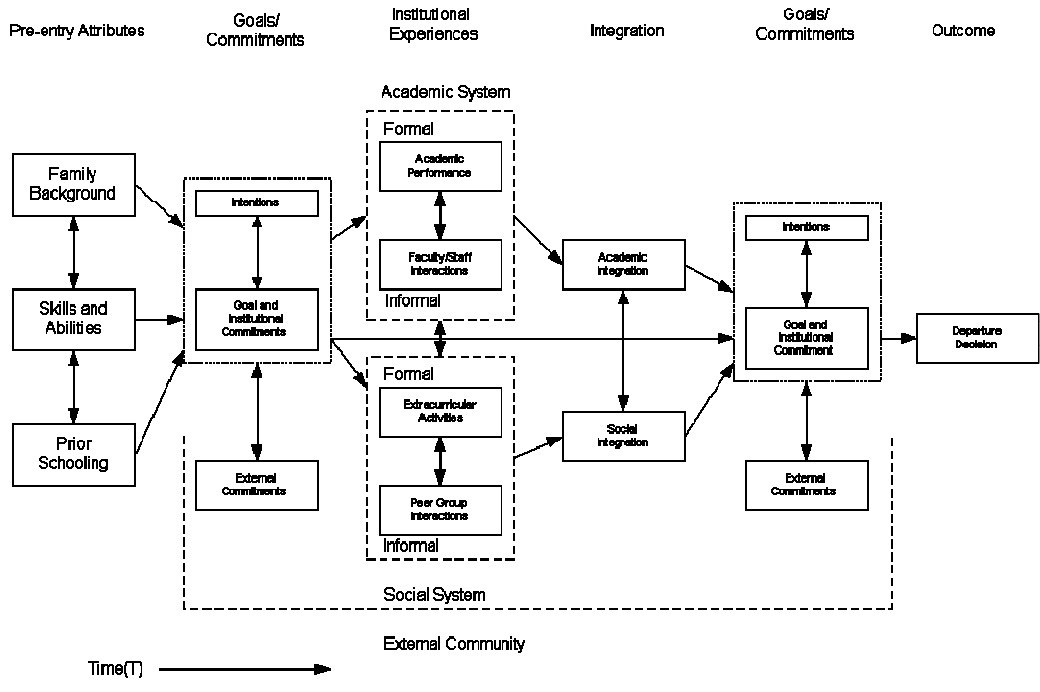 Pre-entry Attributes
Goals/
Commitments
Institutional
Experiences
Integration
Goals/
Commitments
Outcome
Academic System
Formal
Academic
Performance
Faculty/Staff
Interactions
Informal
Family
Background
Skills and
Abilities
Prior
Schooling
Intentions
Goal and
Institutional
Commitments
External
Commitments
Formal
Extracurricular
Activities
Peer Group
Interactions
Informal
Social System
Academic
Integration
Social
Integration
Intentions
Goal and
Institutional
Commitment
External
Commitments
Departure
Decision
External Community
Time(T)